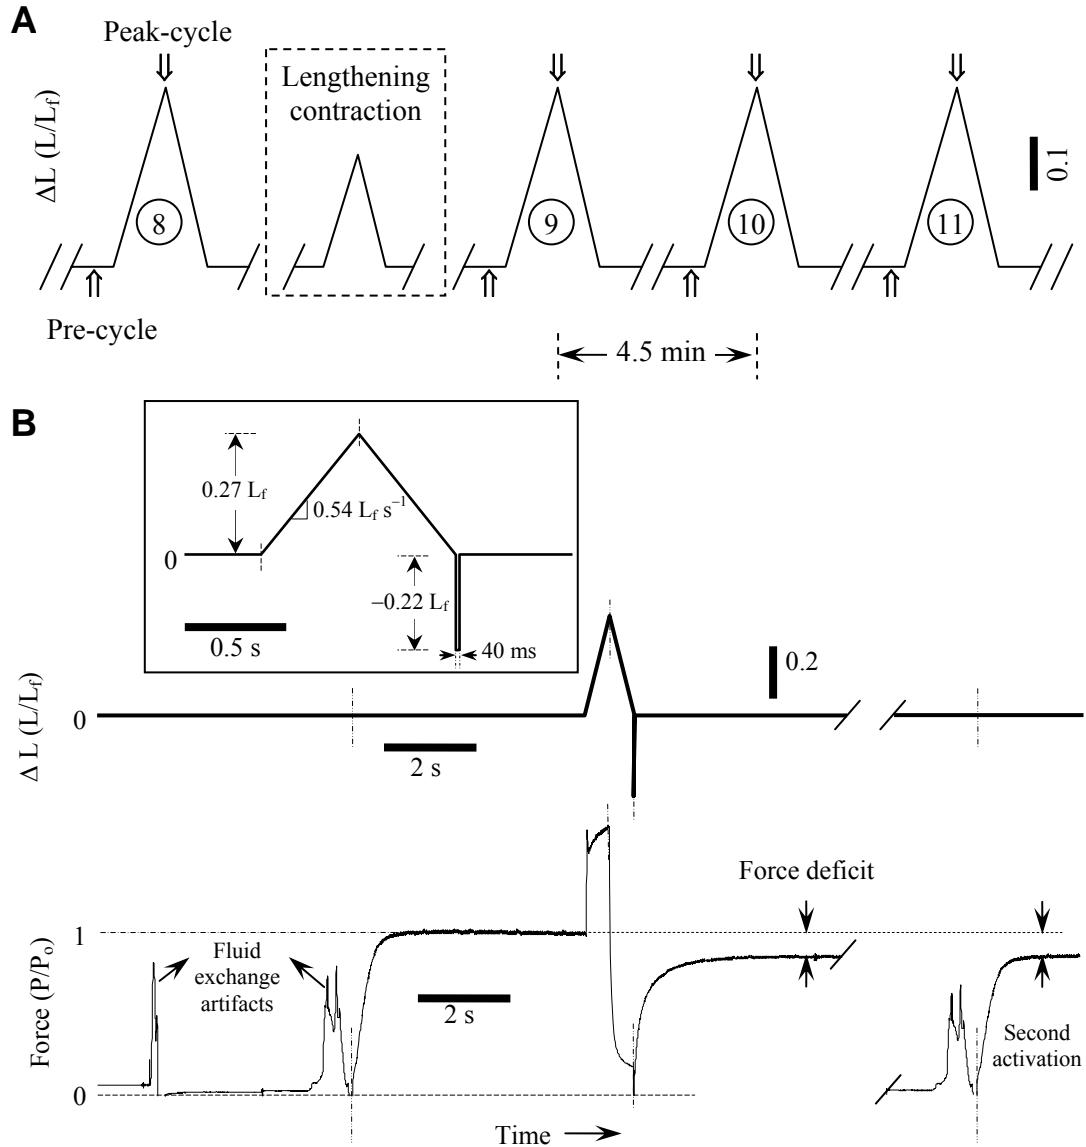 A
Peak-cycle
Lengthening
contraction
ΔL (L/Lf)
0.1
8
9
10
11
Pre-cycle
4.5 min
B
0.27 Lf
0.54 Lf s⁻¹
0
−0.22 Lf
0.5 s
40 ms
0.2
Δ L (L/Lf)
0
2 s
Force deficit
1
Fluid
exchange
artifacts
Force (P/Po)
2 s
Second
activation
0
Time